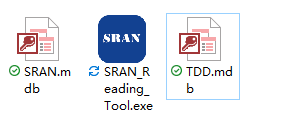 SRAN
SRAN.m
db
SRAN_R
eading_
Tool.exe
TDD.md
b